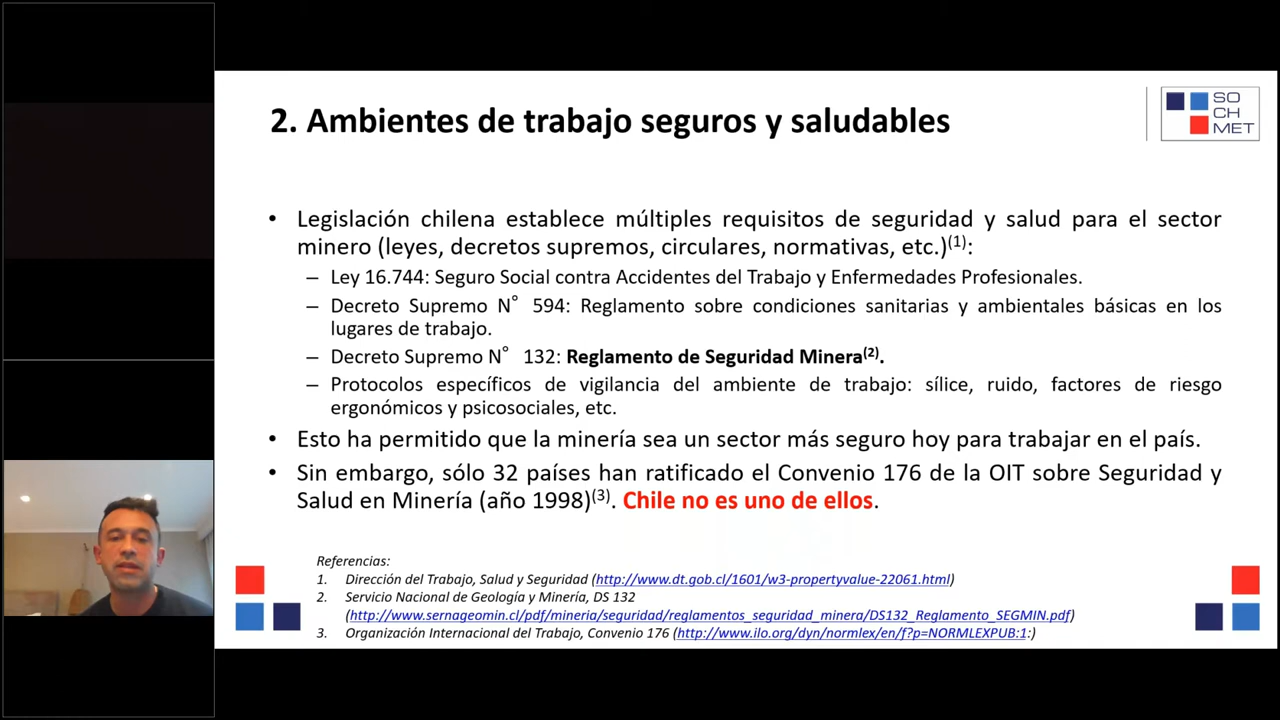 2. Ambientes de trabajo seguros y saludables
SO
CH
MET
• Legislación chilena establece múltiples requisitos de seguridad y salud para el sector
minero (leyes, decretos supremos, circulares, normativas, etc.)(1):
– Ley 16.744: Seguro Social contra Accidentes del Trabajo y Enfermedades Profesionales.
– Decreto Supremo N° 594: Reglamento sobre condiciones sanitarias y ambientales básicas en los
lugares de trabajo.
– Decreto Supremo N° 132: Reglamento de Seguridad Minera(2).
– Protocolos específicos de vigilancia del ambiente de trabajo: sílice, ruido, factores de riesgo
ergonómicos y psicosociales, etc.
• Esto ha permitido que la minería sea un sector más seguro hoy para trabajar en el país.
• Sin embargo, sólo 32 países han ratificado el Convenio 176 de la OIT sobre Seguridad y
Salud en Minería (año 1998)(3). Chile no es uno de ellos.
Referencias:
1. Dirección del Trabajo, Salud y Seguridad (http://www.dt.gob.cl/1601/w3-propertyvalue-22061.html)
2. Servicio Nacional de Geología y Minería, DS 132
(http://www.sernageomin.cl/pdf/mineria/seguridad/reglamentos_seguridad_minera/DS132_Reglamento_SEGMIN.pdf)
3. Organización Internacional del Trabajo, Convenio 176 (http://www.ilo.org/dyn/normlex/en/f?p=NORMLEXPUB:1:)